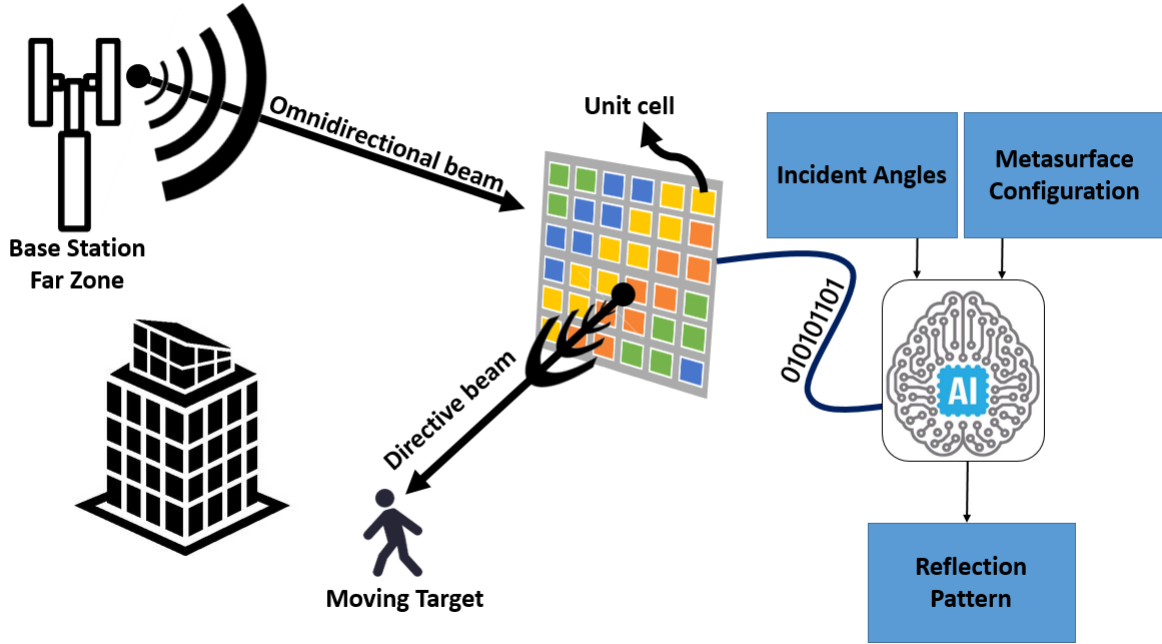 Omnidirectional beam
Unit cell
Incident Angles
Metasurface
Configuration
Base Station
Far Zone
010101101
AI
Directive beam
Moving Target
Reflection
Pattern